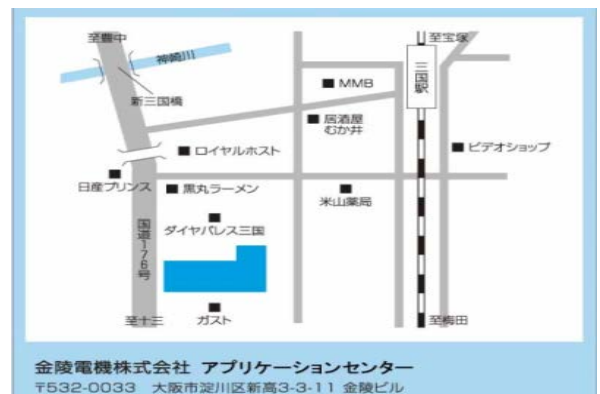 至豊中
至宝塚
神崎川
三国駅
MMB
新三国橋
居酒屋
むか井
ロイヤルホスト
ビデオショップ
日産プリンス
黒丸ラーメン
米山薬局
国道176号
ダイヤパレス三国
至十三
ガスト
至梅田
金陵電機株式会社 アプリケーションセンター
〒532-0033 大阪市淀川区新高3-3-11 金陵ビル